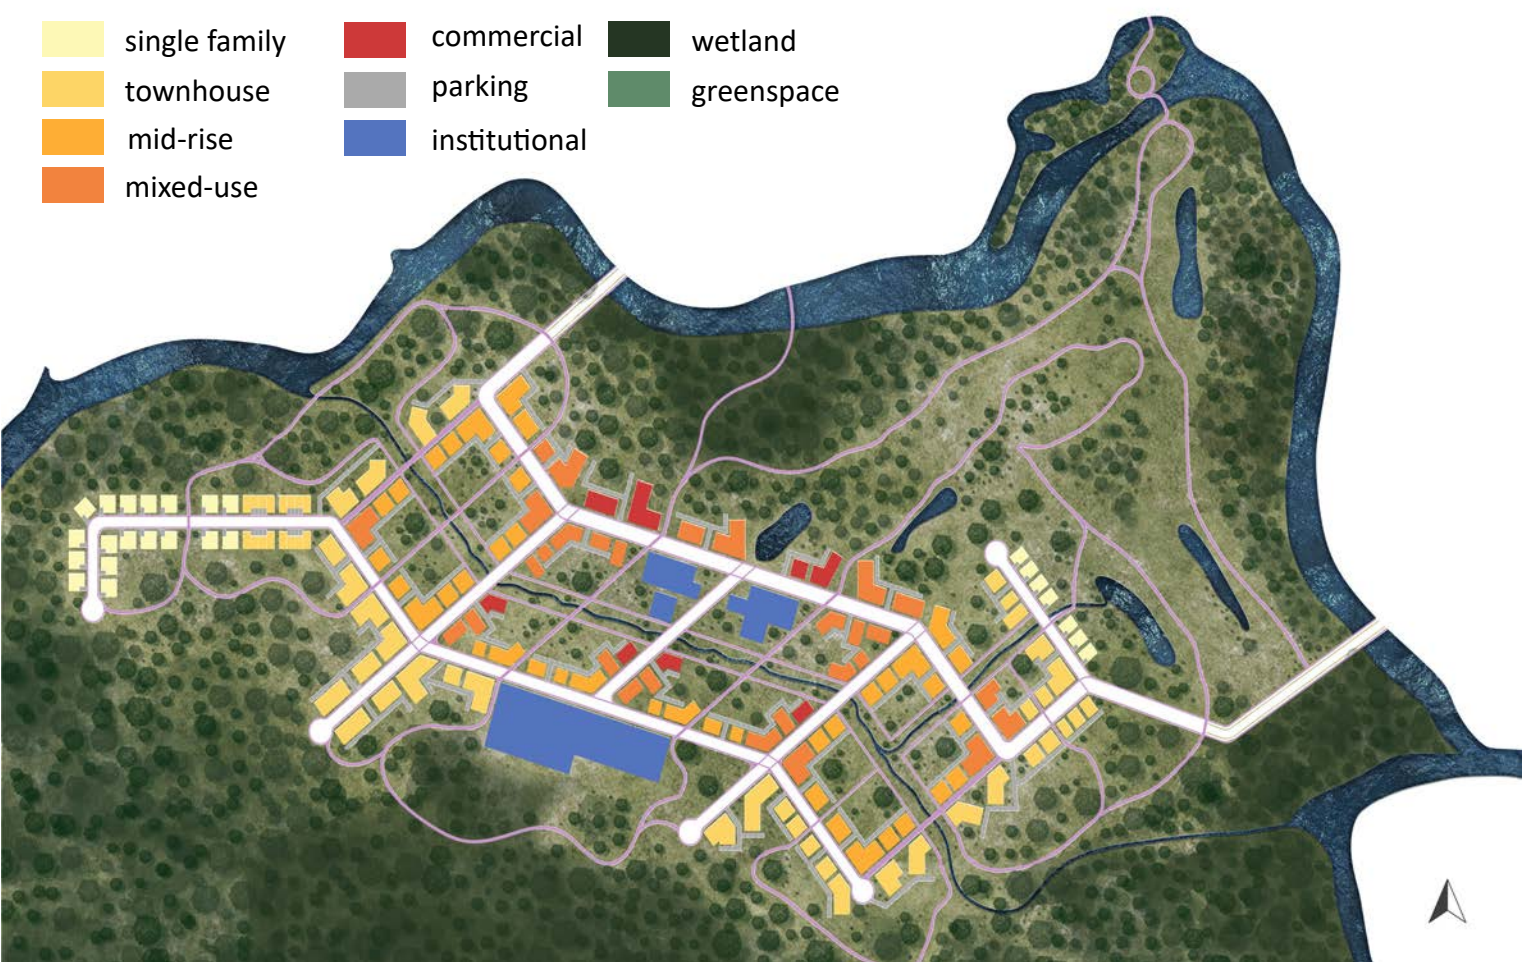 single family
townhouse
mid-rise
mixed-use
commercial
parking
institutional
wetland
greenspace